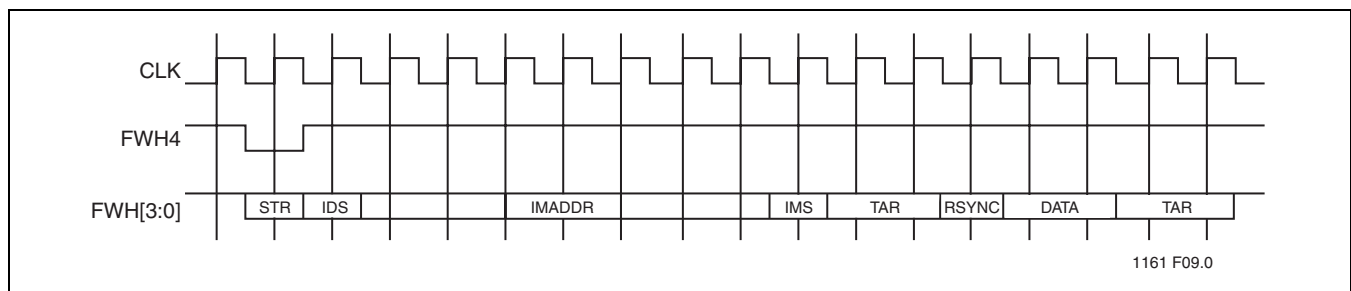 CLK
FWH4
FWH[3:0]
STR IDS IMADDR IMS TAR RSYNC DATA TAR
1161 F09.0